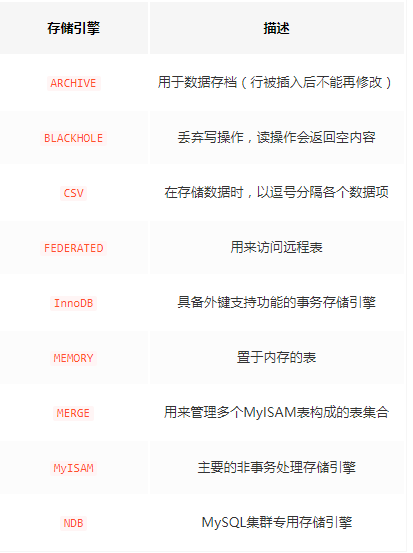 存储引擎 描述
ARCHIVE 用于数据存档（行被插入后不能再修改）
BLACKHOLE 丢弃写操作，读操作会返回空内容
CSV 在存储数据时，以逗号分隔各个数据项
FEDERATED 用来访问远程表
InnoDB 具备外键支持功能的事务存储引擎
MEMORY 置于内存的表
MERGE 用来管理多个MyISAM表构成的表集合
MyISAM 主要的非事务处理存储引擎
NDB MySQL集群专用存储引擎